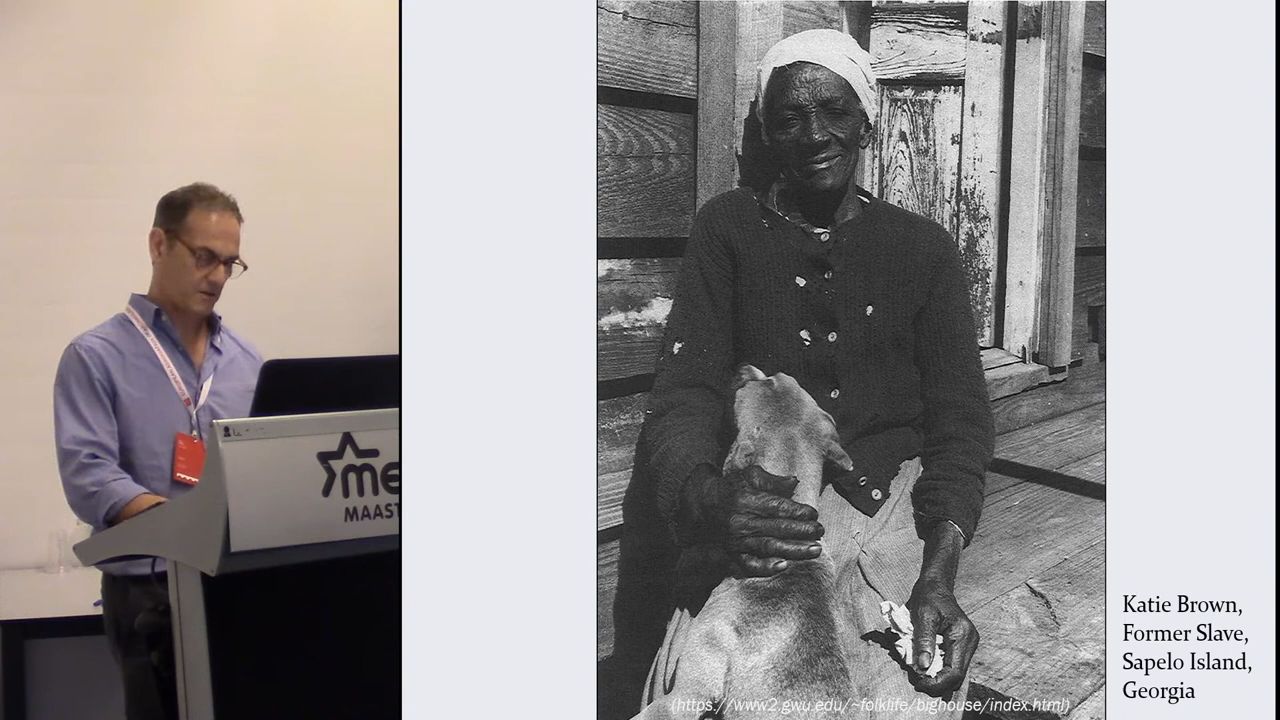 me
MAAST
(https://www2.gwu.edu/~folklife/bighouse/index.html)
Katie Brown,
Former Slave,
Sapelo Island,
Georgia